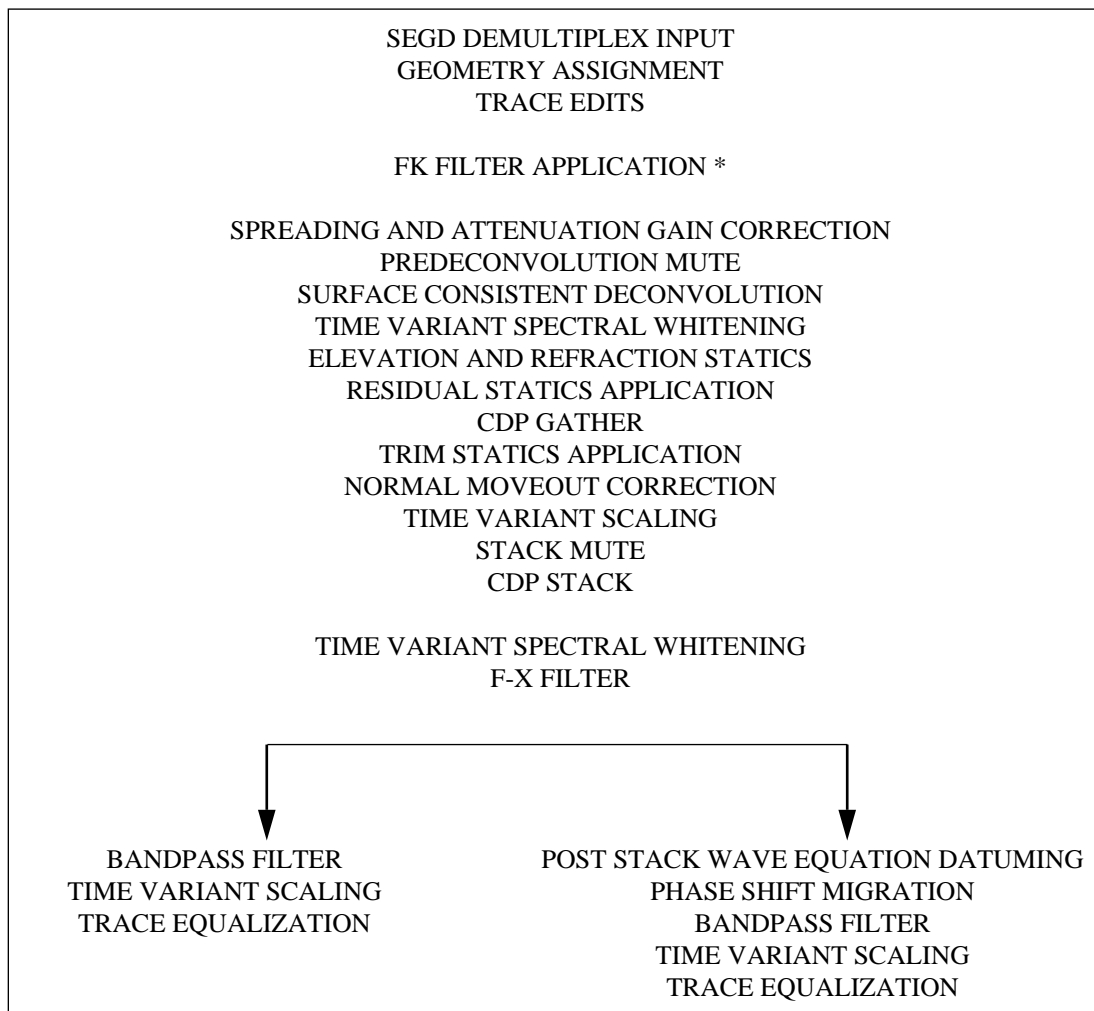 SEGD DEMULTIPLEX INPUT
GEOMETRY ASSIGNMENT
TRACE EDITS
FK FILTER APPLICATION *
SPREADING AND ATTENUATION GAIN CORRECTION
PREDECONVOLUTION MUTE
SURFACE CONSISTENT DECONVOLUTION
TIME VARIANT SPECTRAL WHITENING
ELEVATION AND REFRACTION STATICS
RESIDUAL STATICS APPLICATION
CDP GATHER
TRIM STATICS APPLICATION
NORMAL MOVEOUT CORRECTION
TIME VARIANT SCALING
STACK MUTE
CDP STACK
TIME VARIANT SPECTRAL WHITENING
F-X FILTER
BANDPASS FILTER
TIME VARIANT SCALING
TRACE EQUALIZATION
POST STACK WAVE EQUATION DATUMING
PHASE SHIFT MIGRATION
BANDPASS FILTER
TIME VARIANT SCALING
TRACE EQUALIZATION